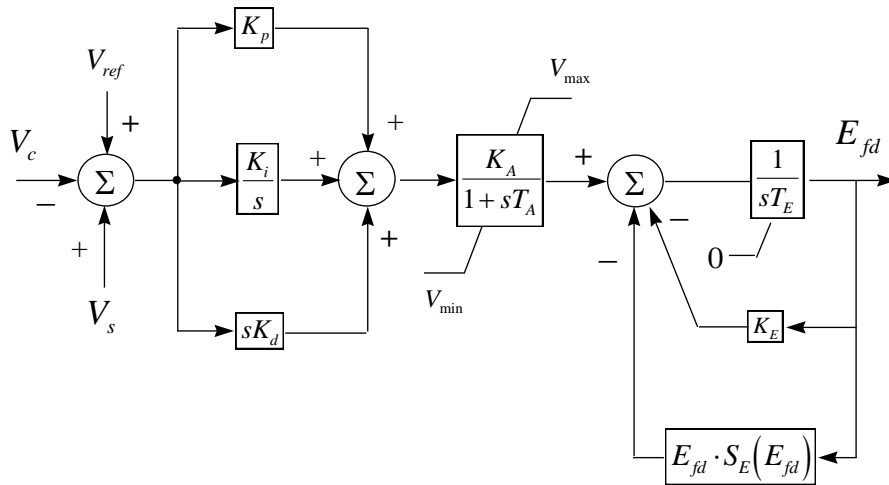 K_p
V_ref
V_max
+
+
V_c
Σ
K_i / s
+
Σ
K_A / 1 + sT_A
+
Σ
1 / sT_E
E_fd
−
+
+
−
−
0
V_s
V_min
sK_d
K_E
E_fd · S_E(E_fd)